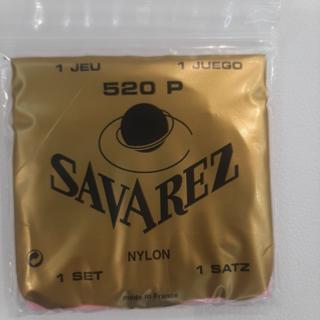 1 JEU 1 JUEGO
520 P
SAVAREZ
NYLON
1 SET 1 SATZ
made in France